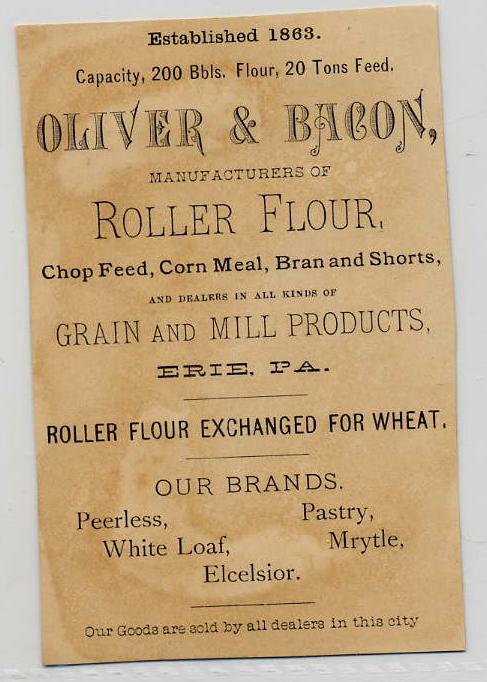 Established 1863.
Capacity, 200 Bbls. Flour, 20 Tons Feed.
OLIVER & BACON,
MANUFACTURERS OF
ROLLER FLOUR,
Chop Feed, Corn Meal, Bran and Shorts,
AND DEALERS IN ALL KINDS OF
GRAIN AND MILL PRODUCTS,
ERIE, PA.
ROLLER FLOUR EXCHANGED FOR WHEAT.
OUR BRANDS.
Peerless, Pastry,
White Loaf, Mrytle,
Elcelsior.
Our Goods are sold by all dealers in this city